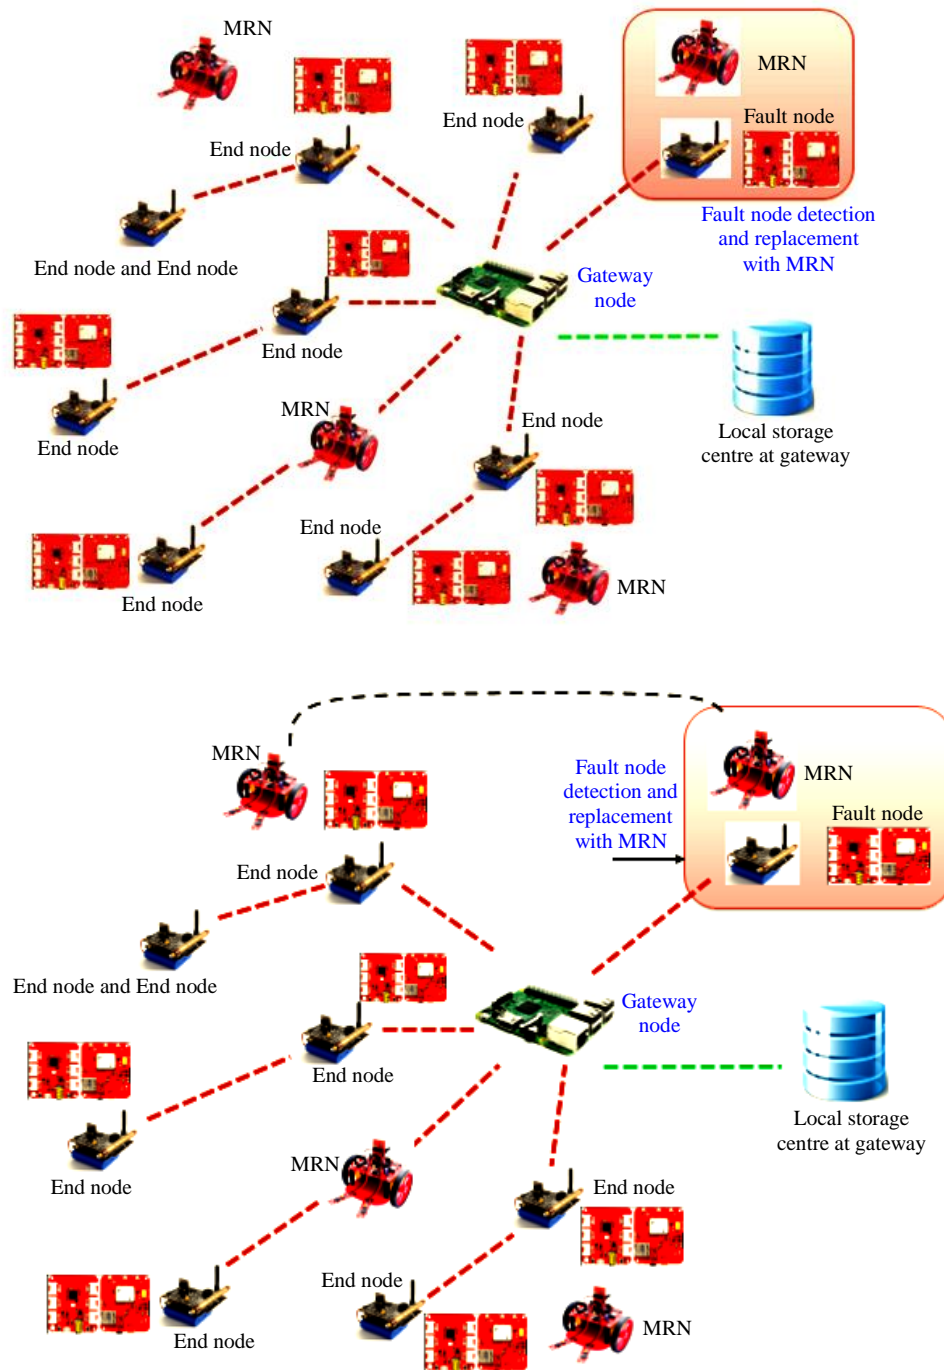 MRN
MRN
End node
Fault node
End node
Fault node detection
and replacement
with MRN
End node and End node
Gateway
node
End node
MRN
End node
End node
Local storage
centre at gateway
End node
End node
MRN
MRN
Fault node
detection and
replacement
with MRN
MRN
Fault node
End node
End node and End node
Gateway
node
End node
Local storage
centre at gateway
MRN
End node
End node
End node
End node
MRN